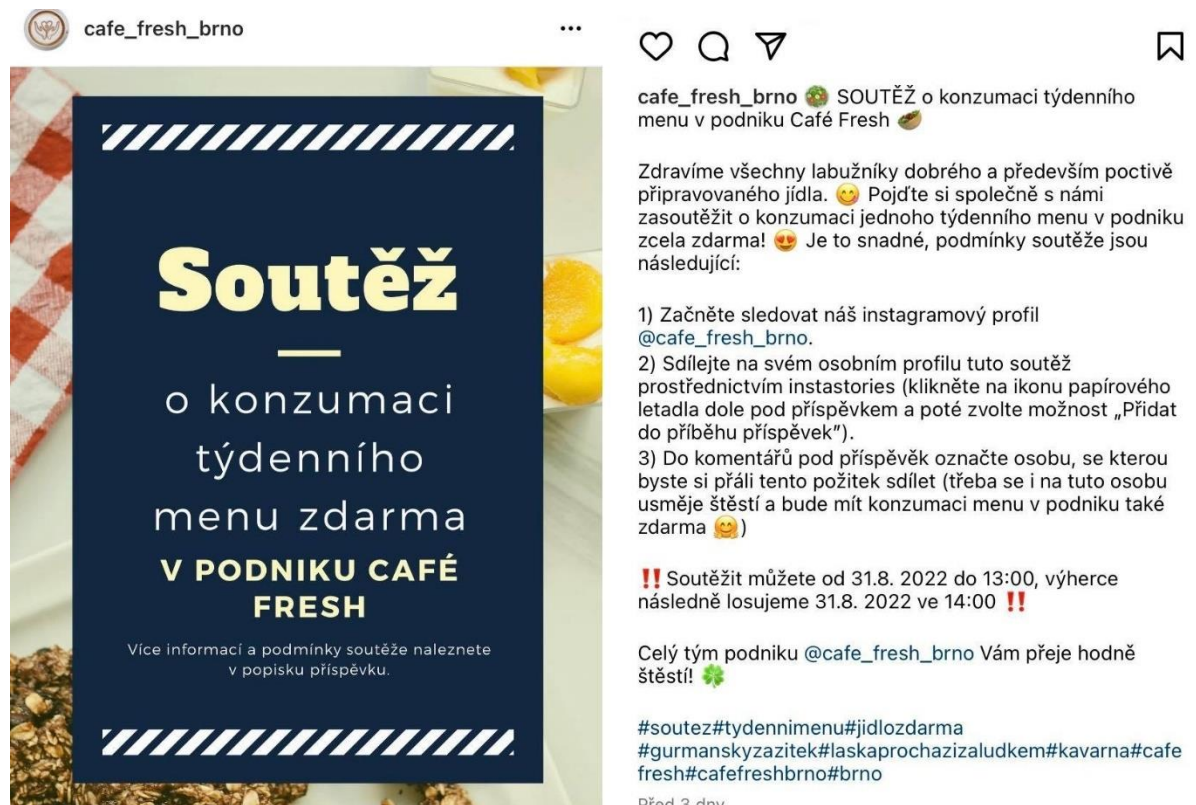 cafe_fresh_brno
Soutěž
o konzumaci
týdenního
menu zdarma
V PODNIKU CAFÉ
FRESH
Více informací a podmínky soutěže naleznete
v popisku příspěvku.
cafe_fresh_brno 🥗 SOUTĚŽ o konzumaci týdenního
menu v podniku Café Fresh 🥙
Zdravíme všechny labužníky dobrého a především poctivě
připravovaného jídla. 😋 Pojďte si společně s námi
zasoutěžit o konzumaci jednoho týdenního menu v podniku
zcela zdarma! 😍 Je to snadné, podmínky soutěže jsou
následující:
1) Začněte sledovat náš instagramový profil
@cafe_fresh_brno.
2) Sdílejte na svém osobním profilu tuto soutěž
prostřednictvím instastories (klikněte na ikonu papírového
letadla dole pod příspěvkem a poté zvolte možnost „Přidat
do příběhu příspěvek”).
3) Do komentářů pod příspěvěk označte osobu, se kterou
byste si přáli tento požitek sdílet (třeba se i na tuto osobu
usměje štěstí a bude mít konzumaci menu v podniku také
zdarma 🤗)
‼️ Soutěžit můžete od 31.8. 2022 do 13:00, výherce
následně losujeme 31.8. 2022 ve 14:00 ‼️
Celý tým podniku @cafe_fresh_brno Vám přeje hodně
štěstí! 🍀
#soutez#tydennimenu#jidlozdarma
#gurmanskyzazitek#laskaprochazizaludkem#kavarna#cafe
fresh#cafefreshbrno#brno
Před 3 dny